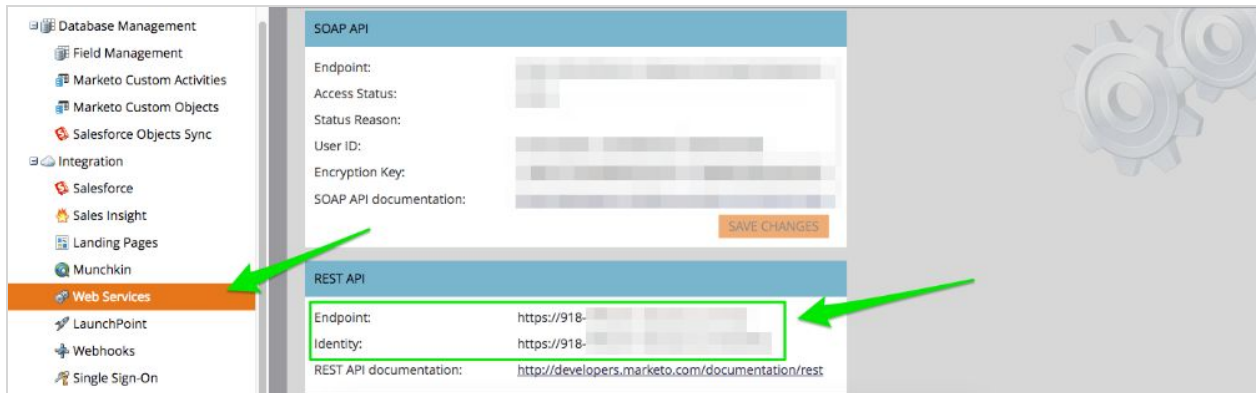 Database Management
Field Management
Marketo Custom Activities
Marketo Custom Objects
Salesforce Objects Sync
Integration
Salesforce
Sales Insight
Landing Pages
Munchkin
Web Services
LaunchPoint
Webhooks
Single Sign-On
SOAP API
Endpoint:
Access Status:
Status Reason:
User ID:
Encryption Key:
SOAP API documentation:
SAVE CHANGES
REST API
Endpoint: https://918-
Identity: https://918-
REST API documentation: http://developers.marketo.com/documentation/rest